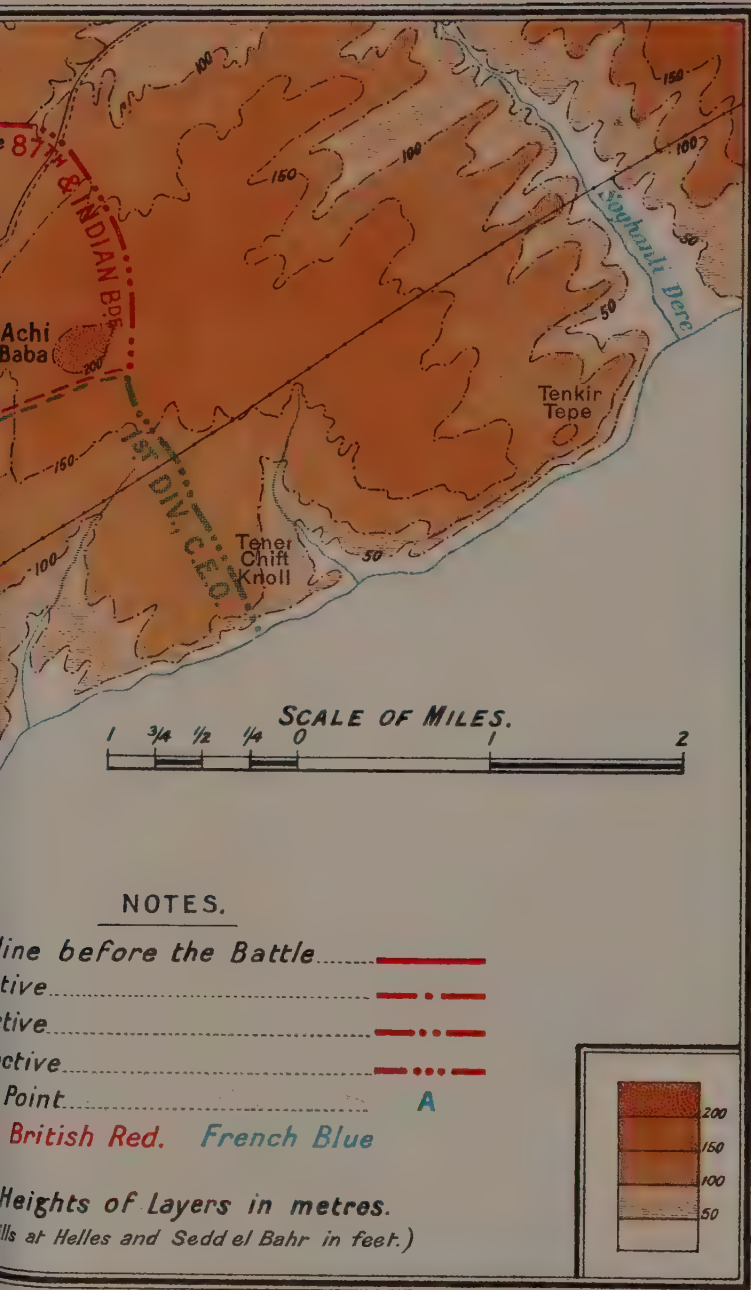 100
150
150
100
100
e 87TH & INDIAN BDE
Soghanli Dere
50
50
Achi
Baba
200
Tenkir
Tepe
150
1ST DIV., C.E.O.
Tener
Chift
Knoll
50
100
SCALE OF MILES.
1 3/4 1/2 1/4 0 1 2
NOTES.
line before the Battle
tive
tive
ctive
Point A
British Red. French Blue
Heights of Layers in metres.
lls at Helles and Sedd el Bahr in feet.)
200
150
100
50